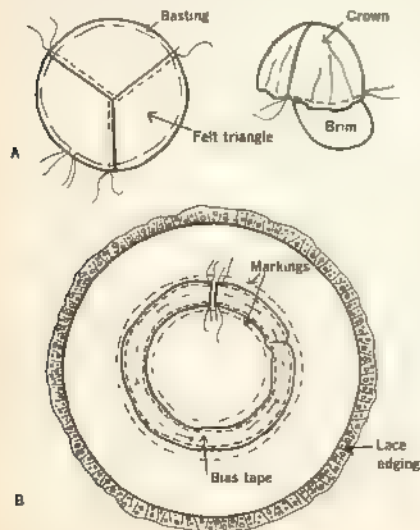 Basting
Crown
Felt triangle
Brim
A
Markings
Bias tape
Lace
edging
B